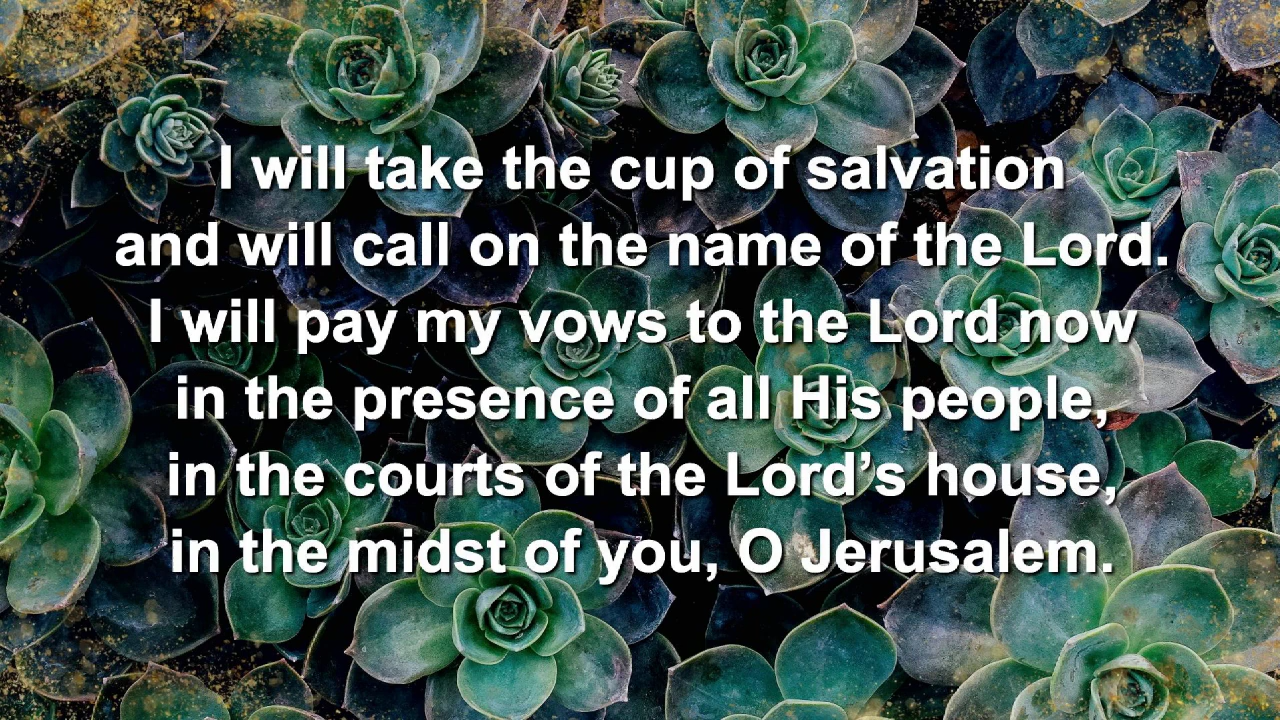 I will take the cup of salvation
and will call on the name of the Lord.
I will pay my vows to the Lord now
in the presence of all His people,
in the courts of the Lord’s house,
in the midst of you, O Jerusalem.